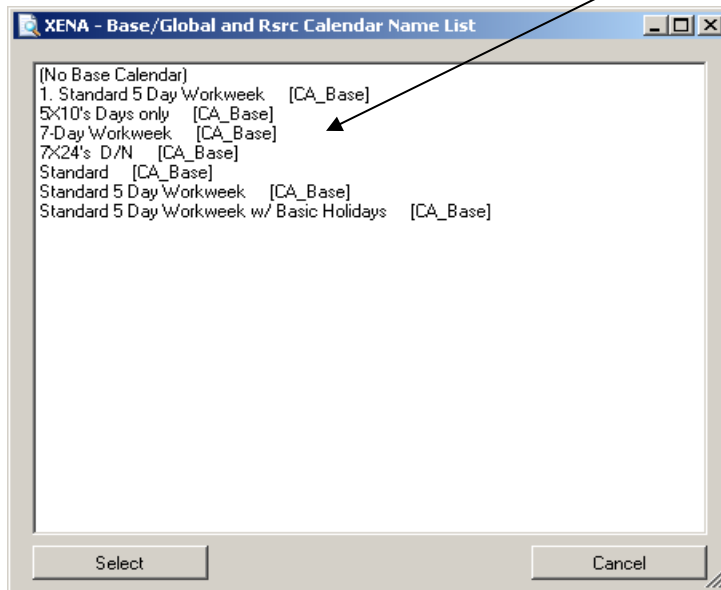 XENA - Base/Global and Rsrc Calendar Name List
(No Base Calendar)
1. Standard 5 Day Workweek [CA_Base]
5X10's Days only [CA_Base]
7-Day Workweek [CA_Base]
7X24's D/N [CA_Base]
Standard [CA_Base]
Standard 5 Day Workweek [CA_Base]
Standard 5 Day Workweek w/ Basic Holidays [CA_Base]
Select Cancel